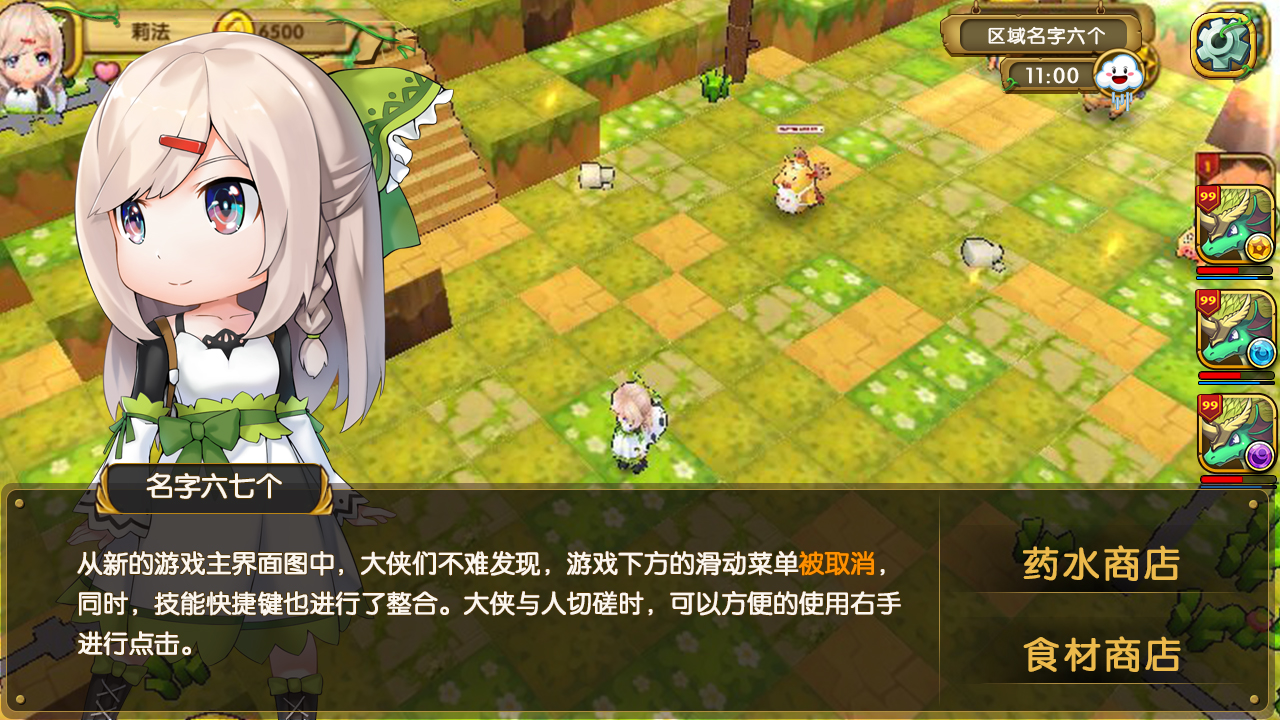 莉法
6500
区域名字六个
11:00
1
99
99
99
名字六七个
从新的游戏主界面图中，大侠们不难发现，游戏下方的滑动菜单被取消，
同时，技能快捷键也进行了整合。大侠与人切磋时，可以方便的使用右手
进行点击。
药水商店
食材商店